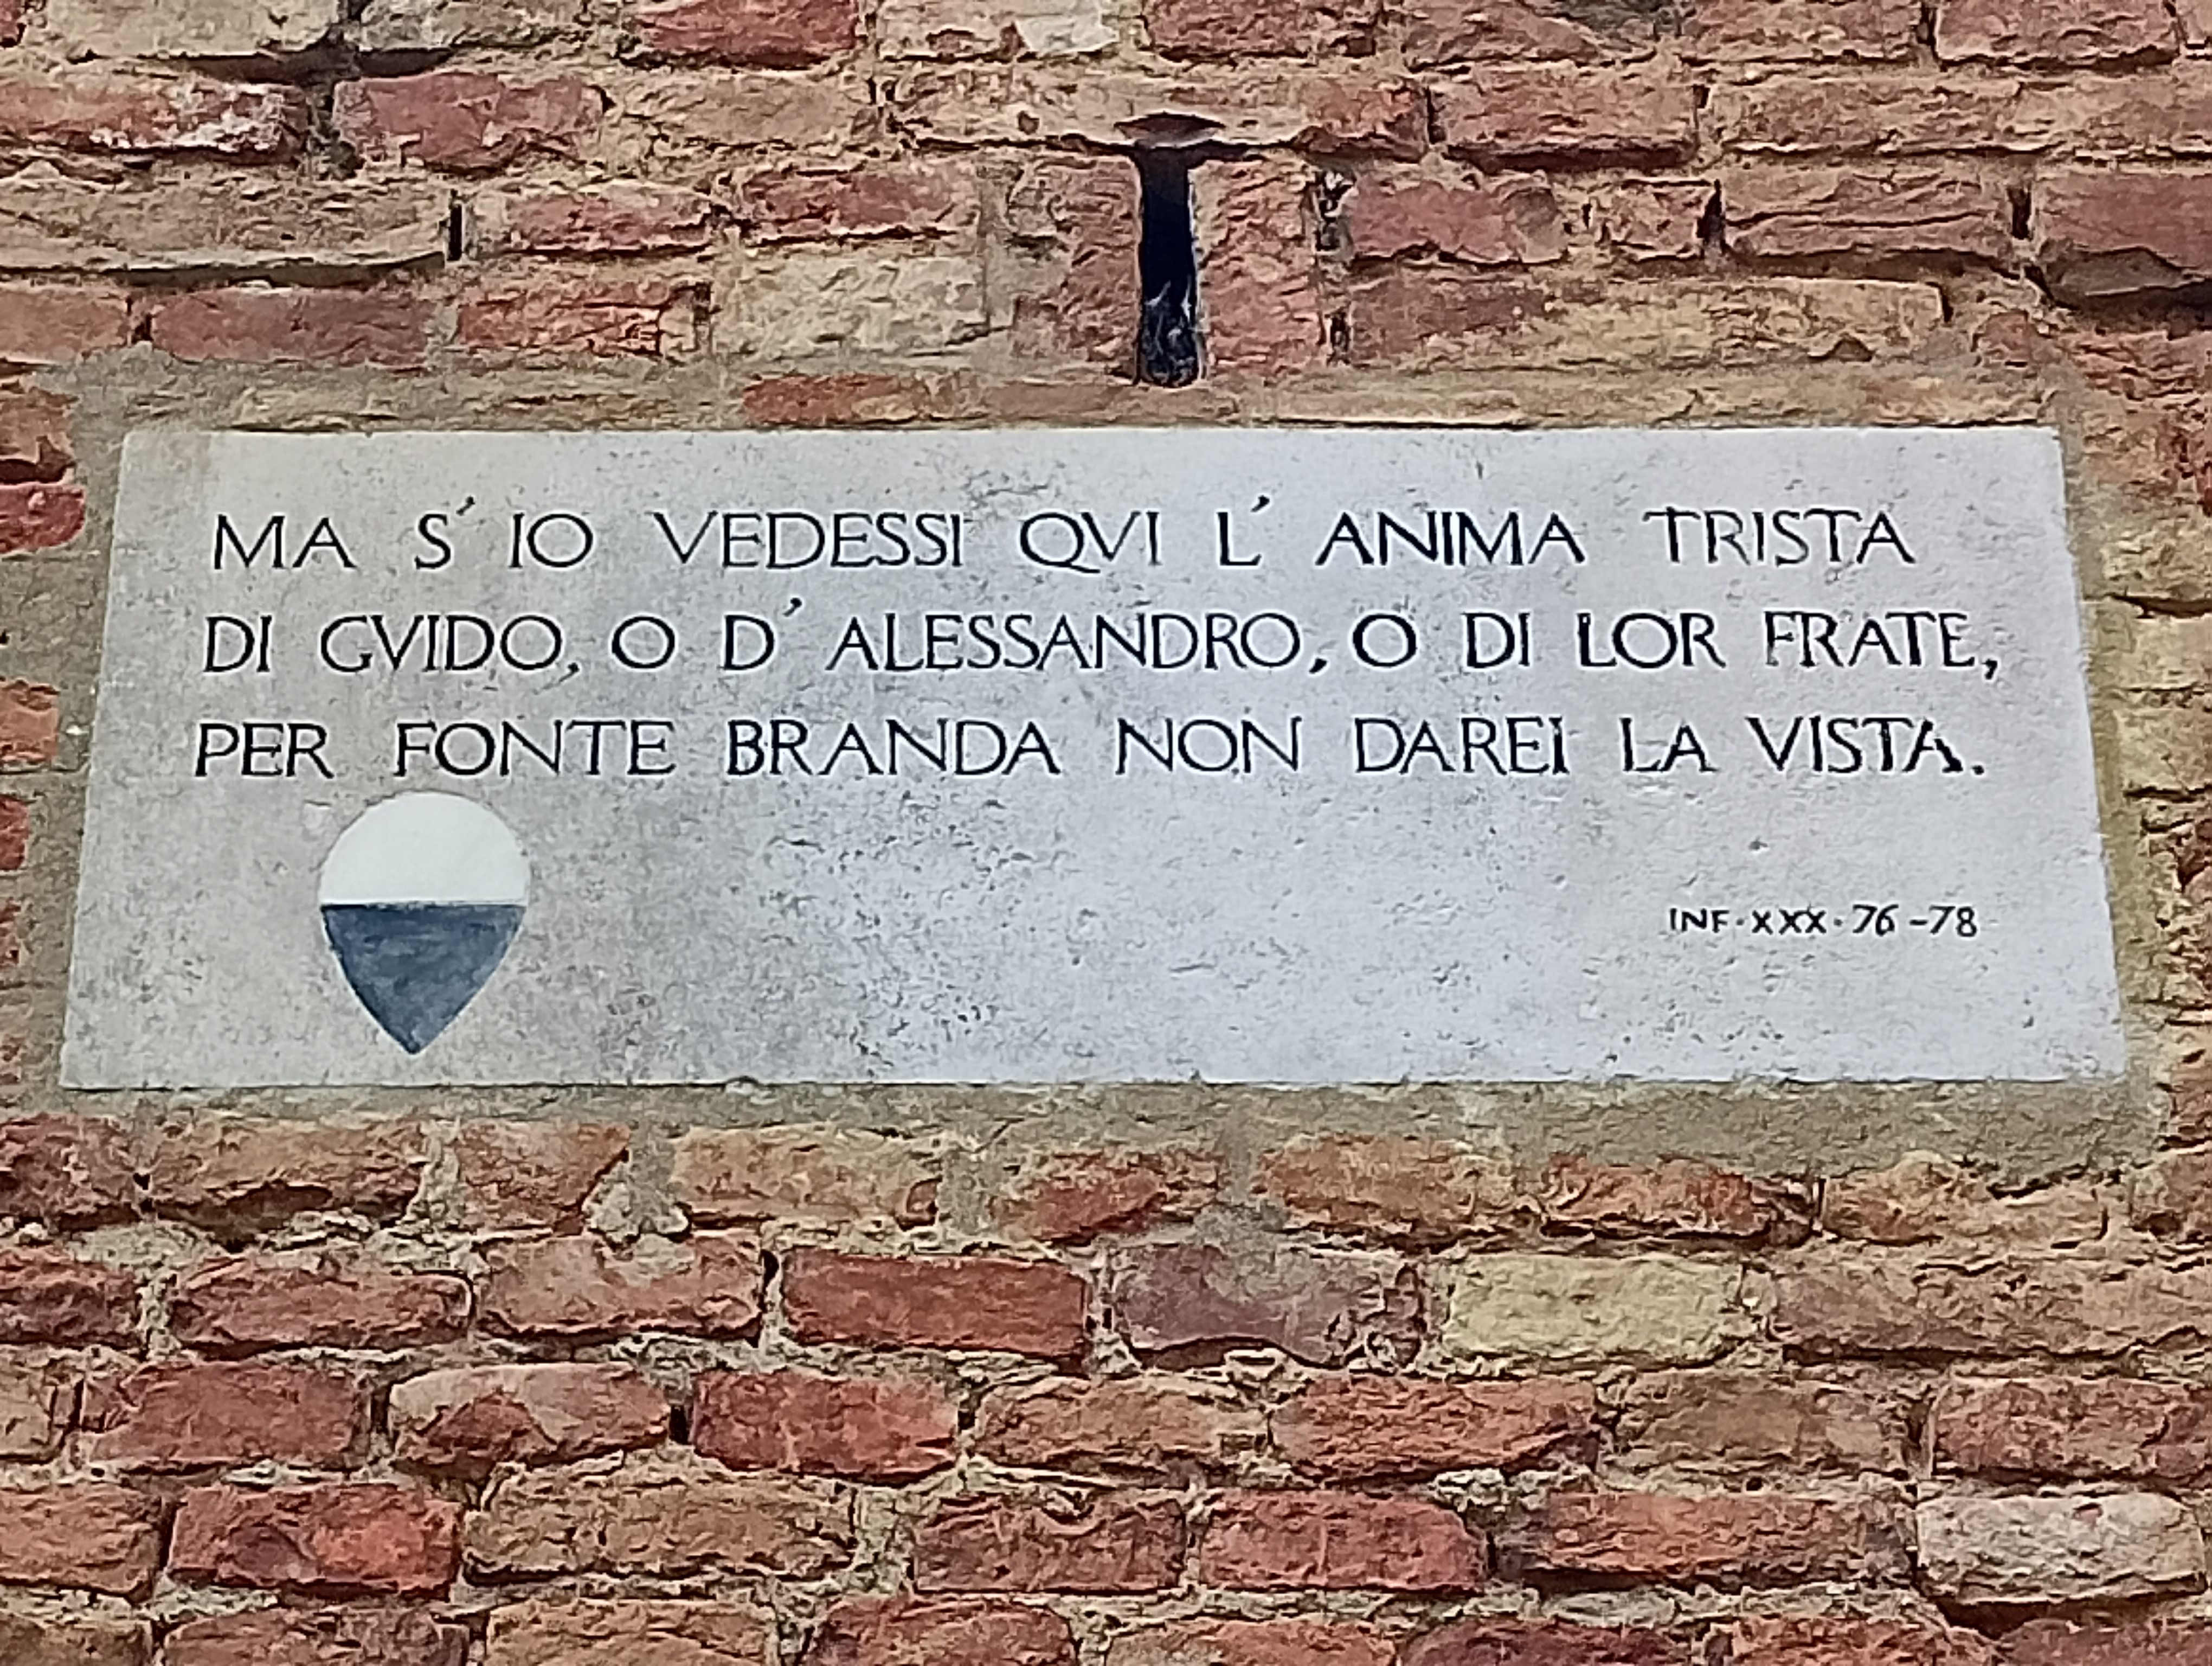 MA S' IO VEDESSI QVI L' ANIMA TRISTA
DI GVIDO, O D' ALESSANDRO, O DI LOR FRATE,
PER FONTE BRANDA NON DAREI LA VISTA.
INF·XXX·76-78